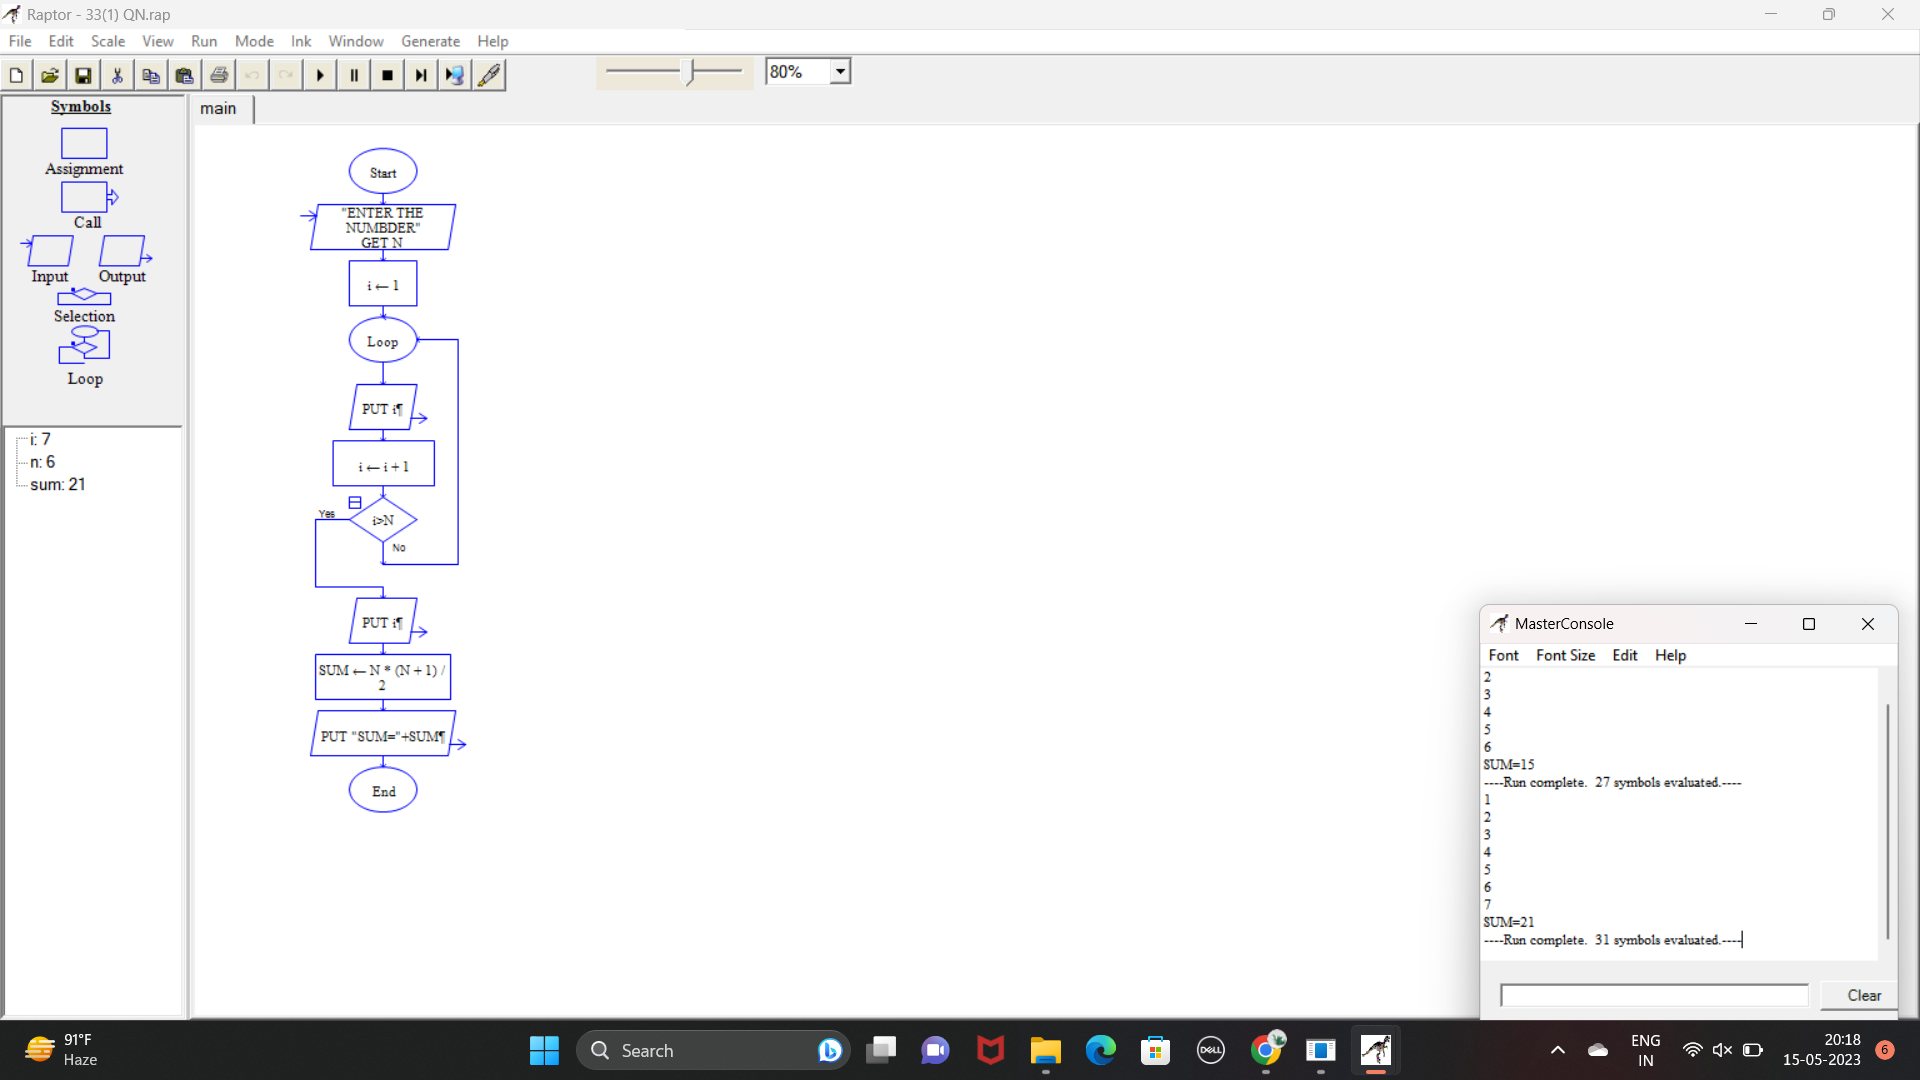 Raptor - 33(1) QN.rap
File Edit Scale View Run Mode Ink Window Generate Help
80%
Symbols
Assignment
Call
Input Output
Selection
Loop
i: 7
n: 6
sum: 21
main
Start
"ENTER THE
NUMBDER"
GET N
i ← 1
Loop
PUT i¶
i ← i + 1
i>N
Yes
No
PUT i¶
SUM ← N * (N + 1) /
2
PUT "SUM="+SUM¶
End
MasterConsole
Font Font Size Edit Help
2
3
4
5
6
SUM=15
----Run complete.  27 symbols evaluated.----
1
2
3
4
5
6
7
SUM=21
----Run complete.  31 symbols evaluated.----
Clear
91°F
Haze
Search
DELL
ENG
IN
20:18
15-05-2023
6